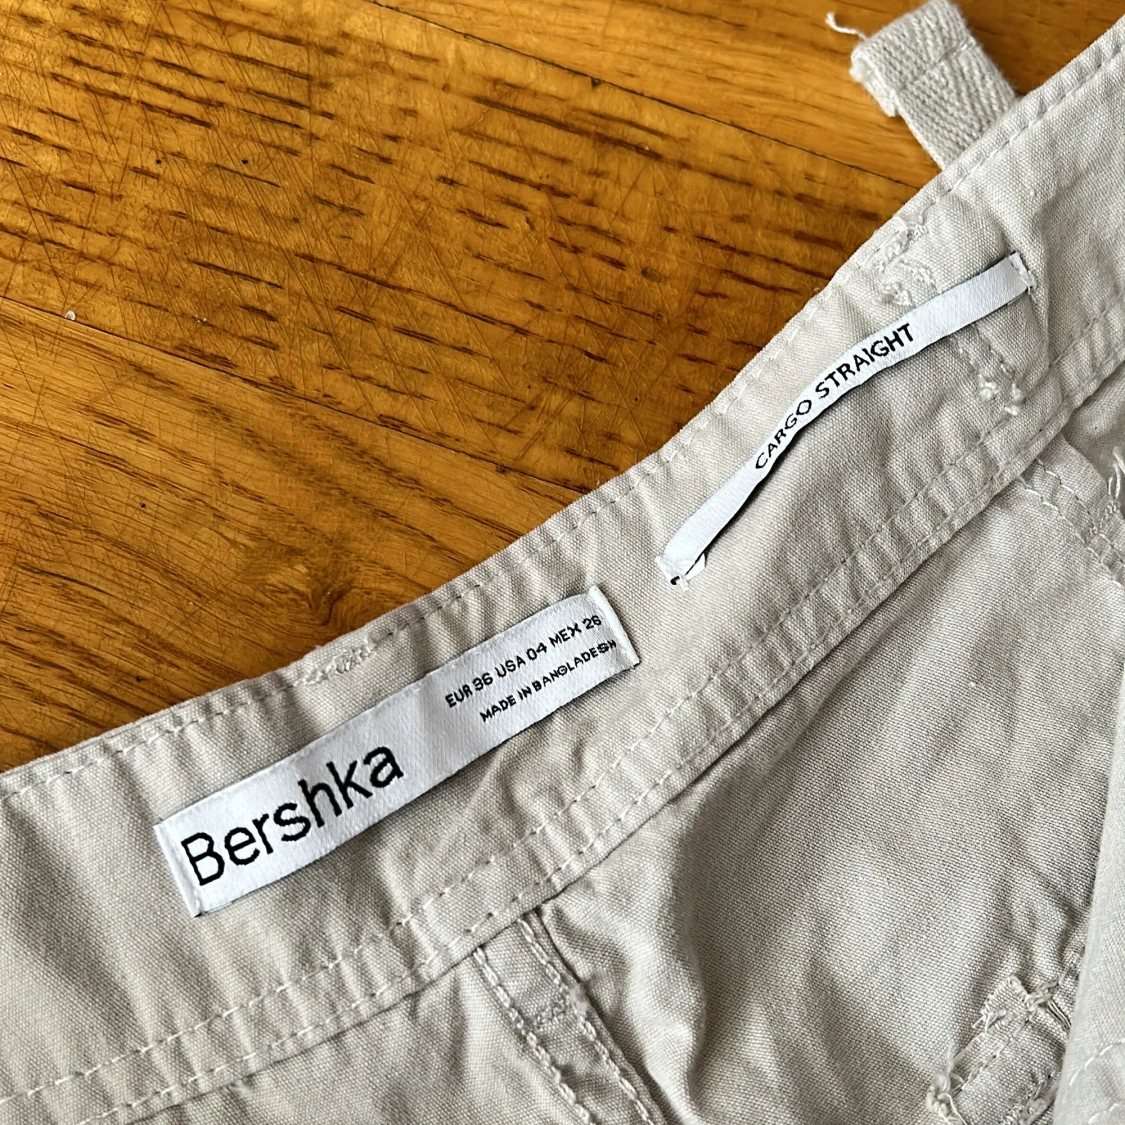 CARGO STRAIGHT
EUR 36 USA 04 MEX 26
MADE IN BANGLADESH
Bershka